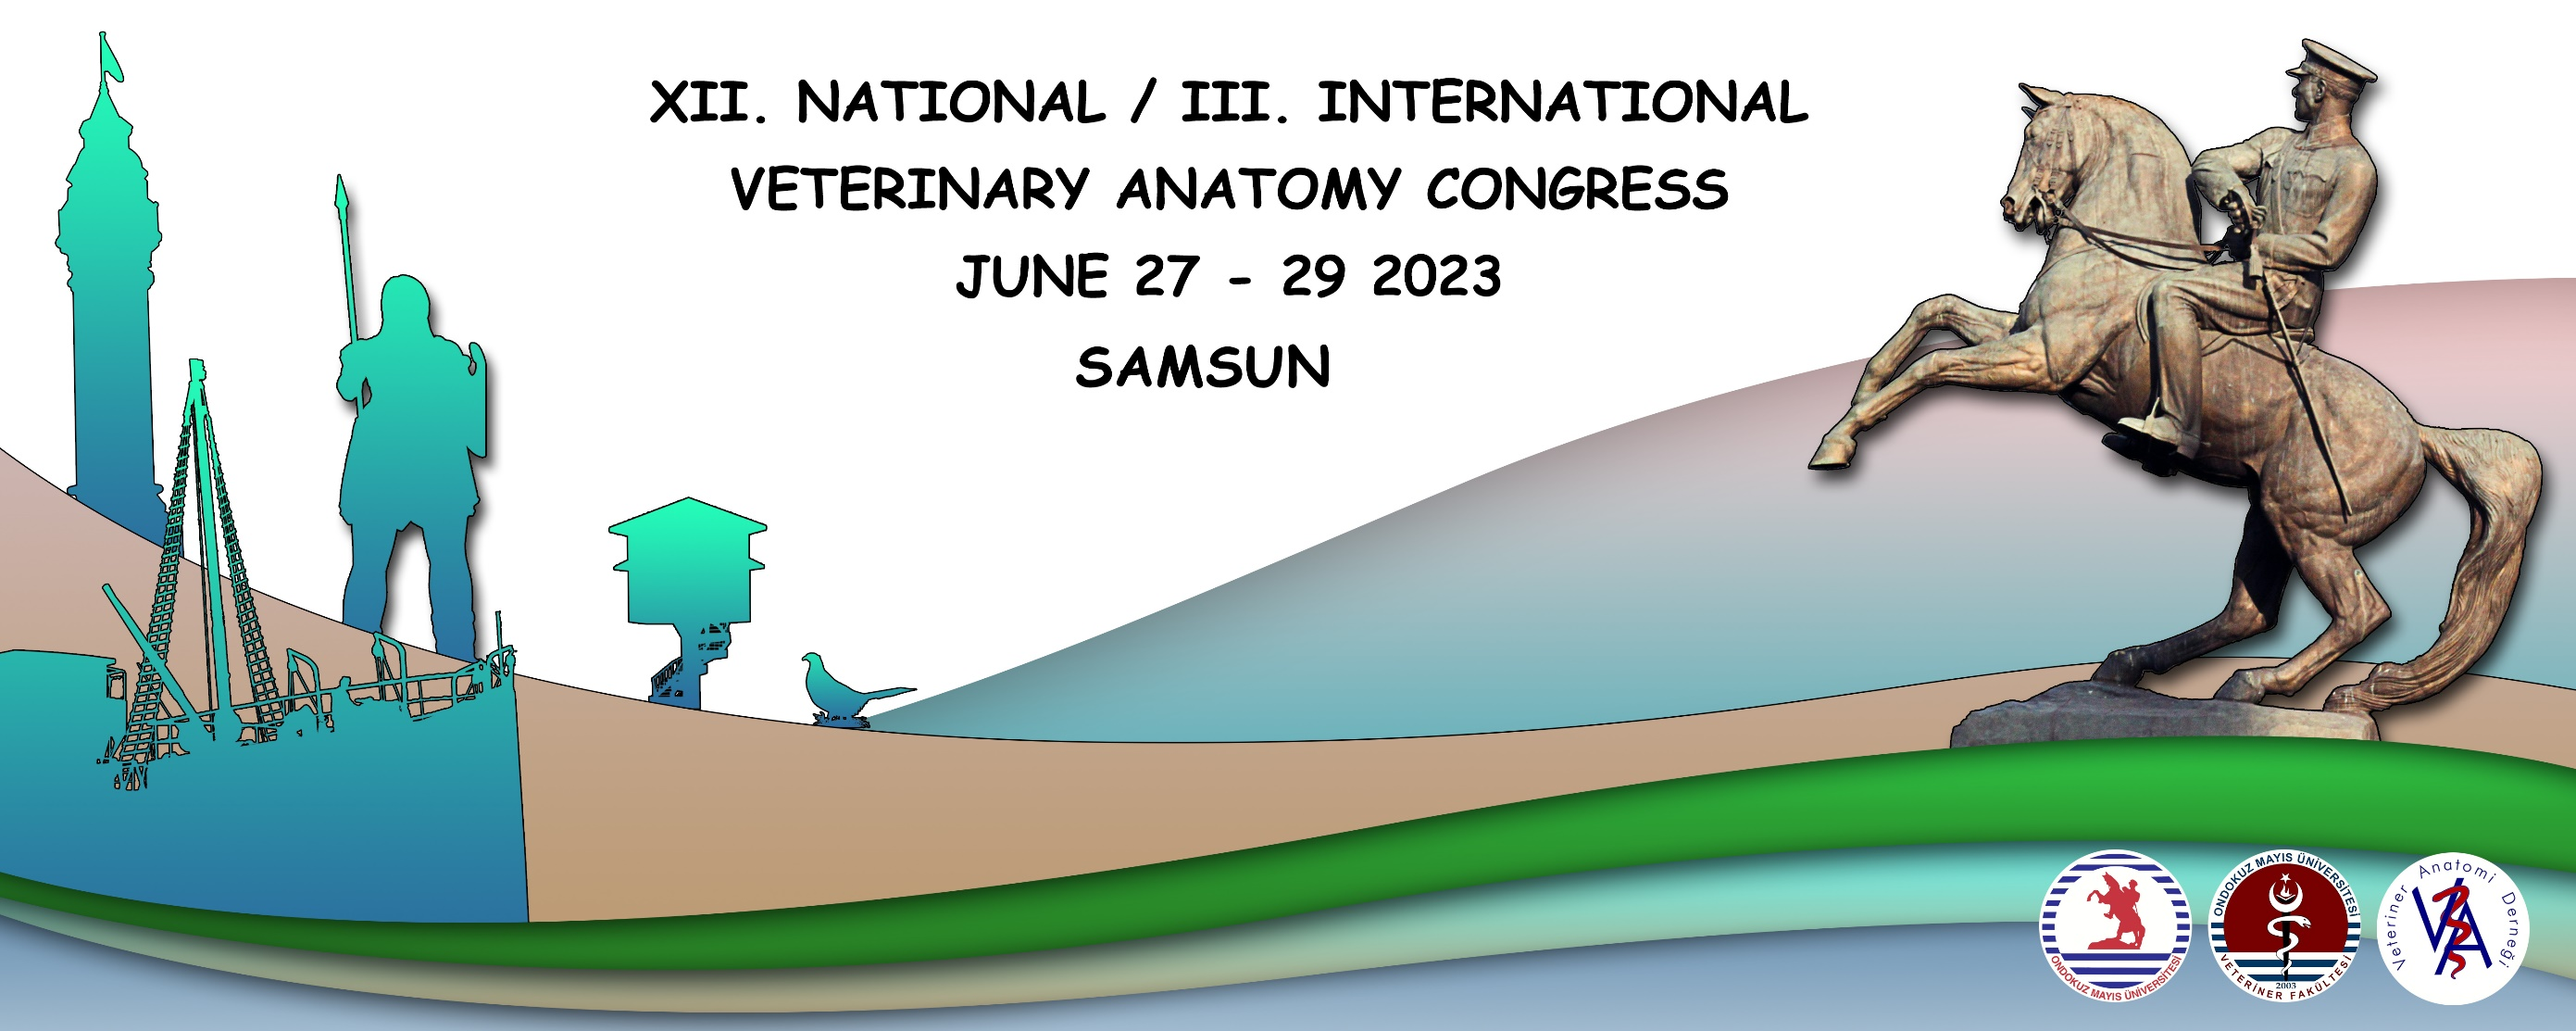 XII. NATIONAL / III. INTERNATIONAL
VETERINARY ANATOMY CONGRESS
JUNE 27 - 29 2023
SAMSUN
ONDOKUZ MAYIS ÜNİVERSİTESİ
ONDOKUZ MAYIS ÜNİVERSİTESİ
2003
VETERİNER FAKÜLTESİ
Veteriner Anatomi Derneği
VA